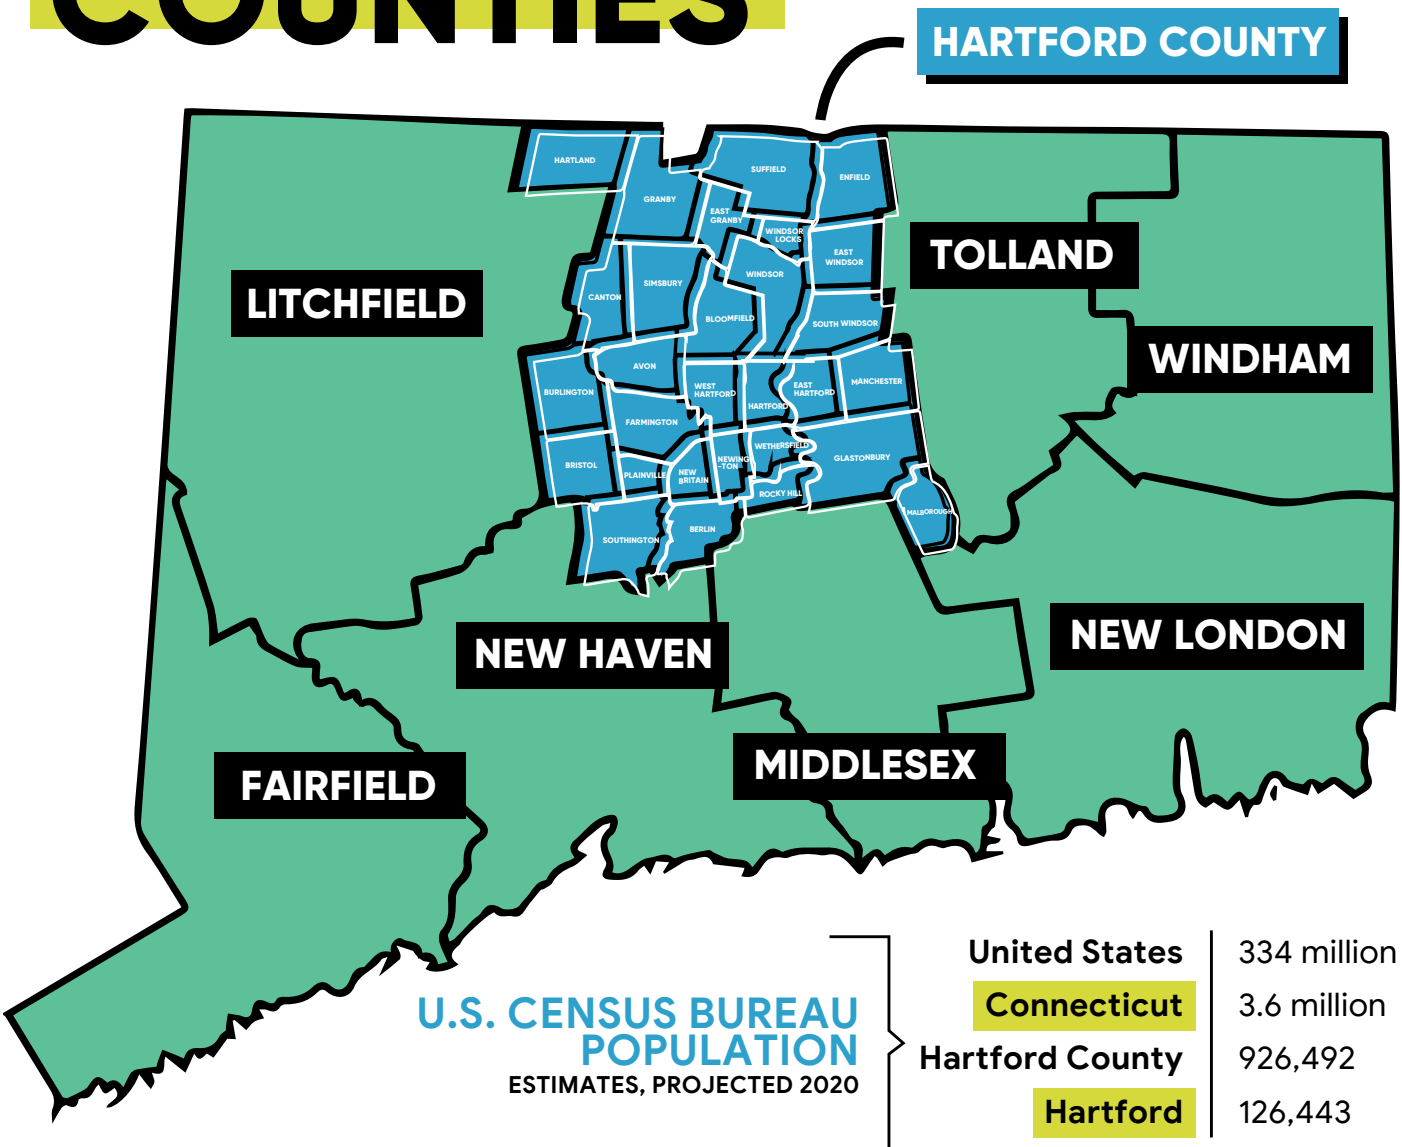 COUNTIES
HARTFORD COUNTY
HARTLAND
SUFFIELD
ENFIELD
GRANBY
EAST
GRANBY
WINDSOR
LOCKS
TOLLAND
EAST
WINDSOR
WINDSOR
SIMSBURY
CANTON
LITCHFIELD
BLOOMFIELD
SOUTH WINDSOR
WINDHAM
AVON
BURLINGTON
WEST
HARTFORD
EAST
HARTFORD
MANCHESTER
HARTFORD
FARMINGTON
WETHERSFIELD
GLASTONBURY
BRISTOL
PLAINVILLE
NEW
BRITAIN
NEWING
-TON
ROCKY HILL
MALBOROUGH
SOUTHINGTON
BERLIN
NEW HAVEN
NEW LONDON
MIDDLESEX
FAIRFIELD
U.S. CENSUS BUREAU
POPULATION
ESTIMATES, PROJECTED 2020
United States 334 million
Connecticut 3.6 million
Hartford County 926,492
Hartford 126,443